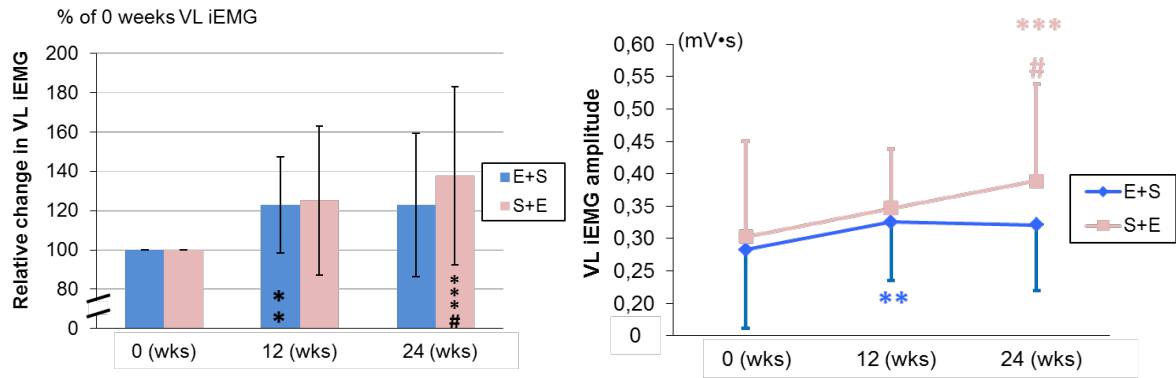 % of 0 weeks VL iEMG
Relative change in VL iEMG
200
180
160
140
120
100
80
0
**
***
#
0 (wks)
12 (wks)
24 (wks)
E+S
S+E
(mV•s)
VL iEMG amplitude
0,60
0,55
0,50
0,45
0,40
0,35
0,30
0,25
0,20
0
***
#
**
0 (wks)
12 (wks)
24 (wks)
E+S
S+E